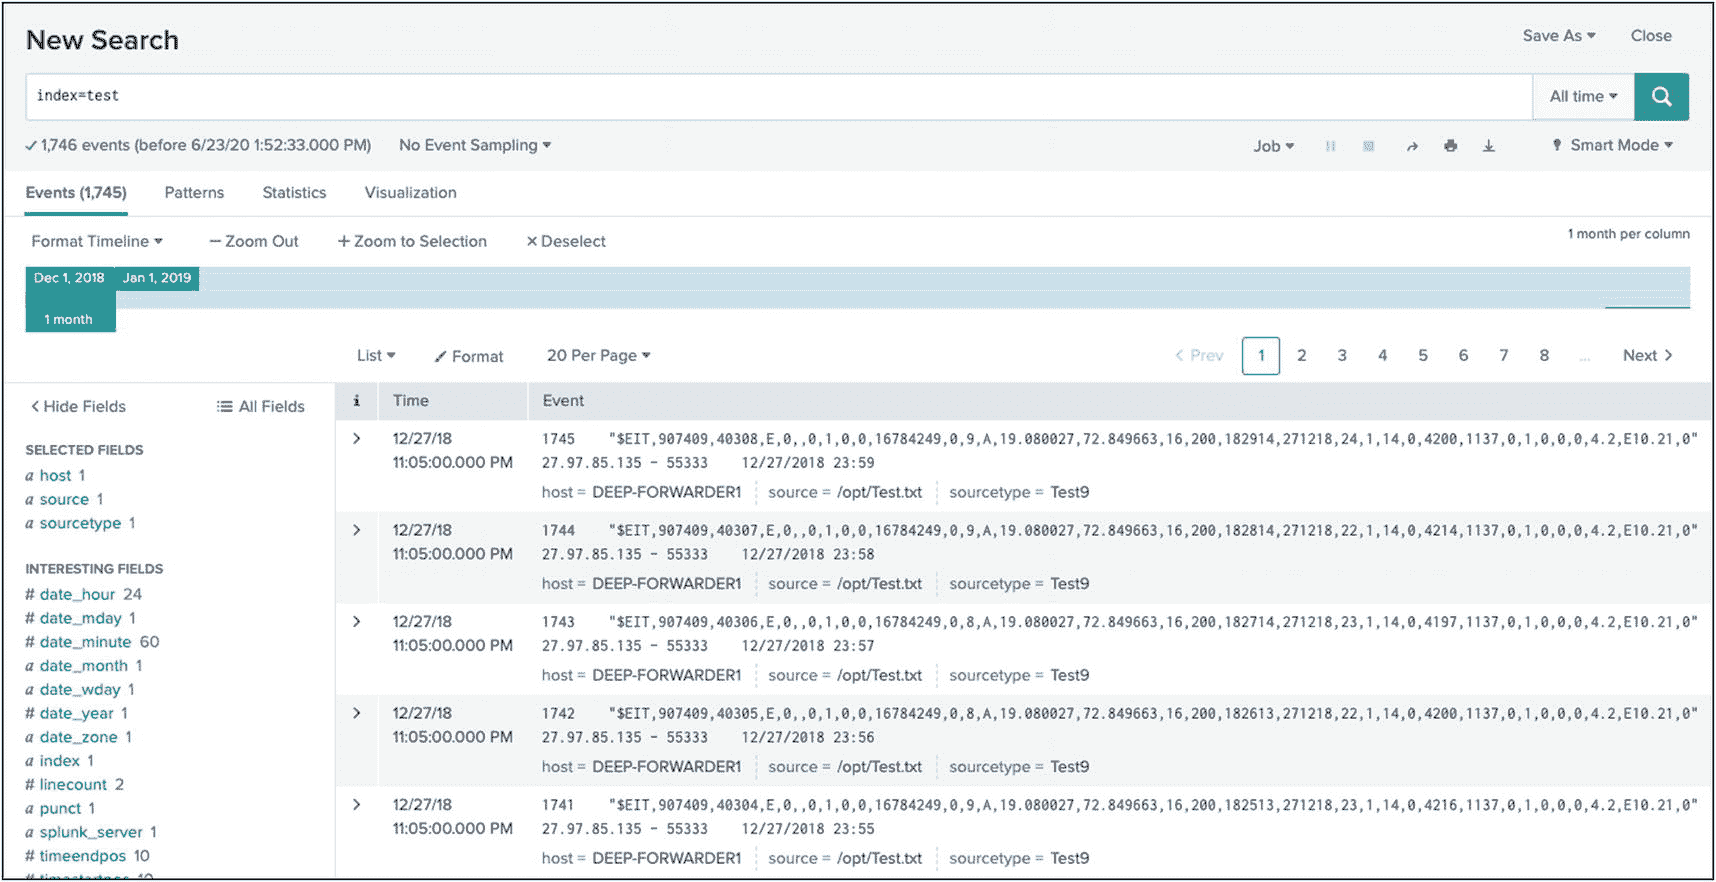 New Search
Save As
Close
index=test
All time
1,746 events (before 6/23/20 1:52:33.000 PM)
No Event Sampling
Job
Smart Mode
Events (1,745)
Patterns
Statistics
Visualization
Format Timeline
— Zoom Out
+ Zoom to Selection
× Deselect
1 month per column
Dec 1, 2018
Jan 1, 2019
1 month
List
Format
20 Per Page
< Prev
1
2
3
4
5
6
7
8
...
Next >
< Hide Fields
All Fields
SELECTED FIELDS
a host 1
a source 1
a sourcetype 1
INTERESTING FIELDS
# date_hour 24
# date_mday 1
# date_minute 60
a date_month 1
a date_wday 1
# date_year 1
a date_zone 1
a index 1
# linecount 2
a punct 1
a splunk_server 1
# timeendpos 10
# timestartpos 10
i
Time
Event
> 12/27/18
11:05:00.000 PM
1745 "$EIT,907409,40308,E,0,,0,1,0,0,16784249,0,9,A,19.080027,72.849663,16,200,182914,271218,24,1,14,0,4200,1137,0,1,0,0,0,4.2,E10.21,0"
27.97.85.135 - 55333 12/27/2018 23:59
host = DEEP-FORWARDER1 source = /opt/Test.txt sourcetype = Test9
> 12/27/18
11:05:00.000 PM
1744 "$EIT,907409,40307,E,0,,0,1,0,0,16784249,0,9,A,19.080027,72.849663,16,200,182814,271218,22,1,14,0,4214,1137,0,1,0,0,0,4.2,E10.21,0"
27.97.85.135 - 55333 12/27/2018 23:58
host = DEEP-FORWARDER1 source = /opt/Test.txt sourcetype = Test9
> 12/27/18
11:05:00.000 PM
1743 "$EIT,907409,40306,E,0,,0,1,0,0,16784249,0,8,A,19.080027,72.849663,16,200,182714,271218,23,1,14,0,4197,1137,0,1,0,0,0,4.2,E10.21,0"
27.97.85.135 - 55333 12/27/2018 23:57
host = DEEP-FORWARDER1 source = /opt/Test.txt sourcetype = Test9
> 12/27/18
11:05:00.000 PM
1742 "$EIT,907409,40305,E,0,,0,1,0,0,16784249,0,8,A,19.080027,72.849663,16,200,182613,271218,22,1,14,0,4200,1137,0,1,0,0,0,4.2,E10.21,0"
27.97.85.135 - 55333 12/27/2018 23:56
host = DEEP-FORWARDER1 source = /opt/Test.txt sourcetype = Test9
> 12/27/18
11:05:00.000 PM
1741 "$EIT,907409,40304,E,0,,0,1,0,0,16784249,0,9,A,19.080027,72.849663,16,200,182513,271218,23,1,14,0,4216,1137,0,1,0,0,0,4.2,E10.21,0"
27.97.85.135 - 55333 12/27/2018 23:55
host = DEEP-FORWARDER1 source = /opt/Test.txt sourcetype = Test9